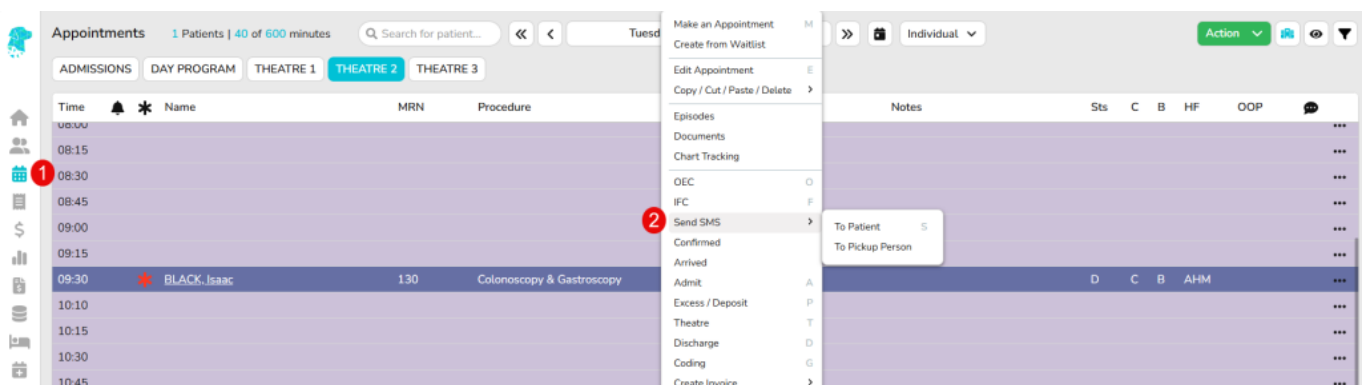 Appointments 1 Patients | 40 of 600 minutes Search for patient... Tuesd Individual Action
ADMISSIONS DAY PROGRAM THEATRE 1 THEATRE 2 THEATRE 3
Time Name MRN Procedure Notes Sts C B HF OOP
08:00
08:15
1
08:30
08:45
09:00
09:15
09:30 BLACK, Isaac 130 Colonoscopy & Gastroscopy D C B AHM
10:10
10:15
10:30
10:45
Make an Appointment M
Create from Waitlist
Edit Appointment E
Copy / Cut / Paste / Delete >
Episodes
Documents
Chart Tracking
OEC O
IFC F
2 Send SMS >
Confirmed
Arrived
Admit A
Excess / Deposit P
Theatre T
Discharge D
Coding G
Create Invoice >
To Patient S
To Pickup Person